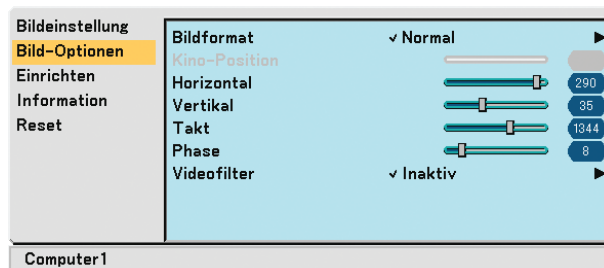 Bildeinstellung
Bild-Optionen
Einrichten
Information
Reset
Bildformat ✓ Normal ▶
Kino-Position
Horizontal 290
Vertikal 35
Takt 1344
Phase 8
Videofilter ✓ Inaktiv ▶
Computer1